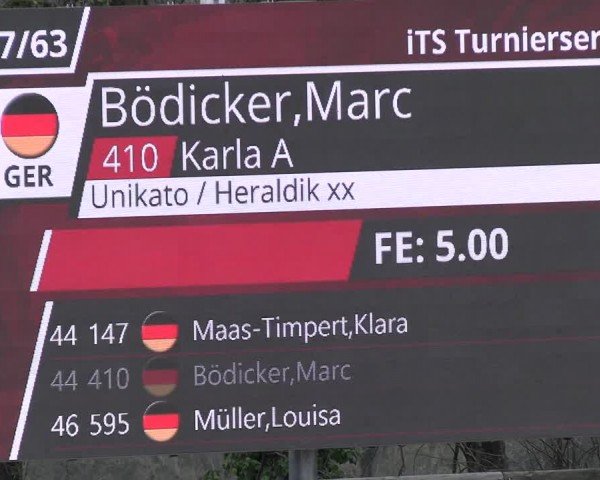 7/63
iTS Turnierser
GER
Bödicker,Marc
410 Karla A
Unikato / Heraldik xx
FE: 5.00
44 147 Maas-Timpert,Klara
44 410 Bödicker,Marc
46 595 Müller,Louisa